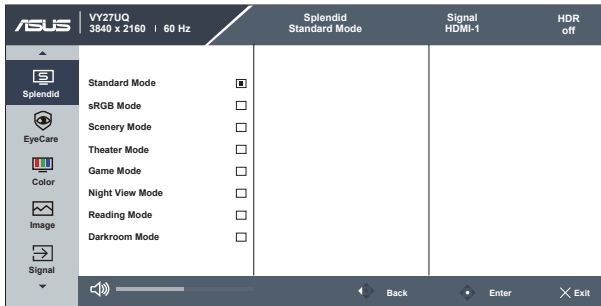 ASUS
VY27UQ
3840 x 2160 | 60 Hz
Splendid
Standard Mode
Signal
HDMI-1
HDR
off
Splendid
EyeCare
Color
Image
Signal
Standard Mode
sRGB Mode
Scenery Mode
Theater Mode
Game Mode
Night View Mode
Reading Mode
Darkroom Mode
Back
Enter
Exit